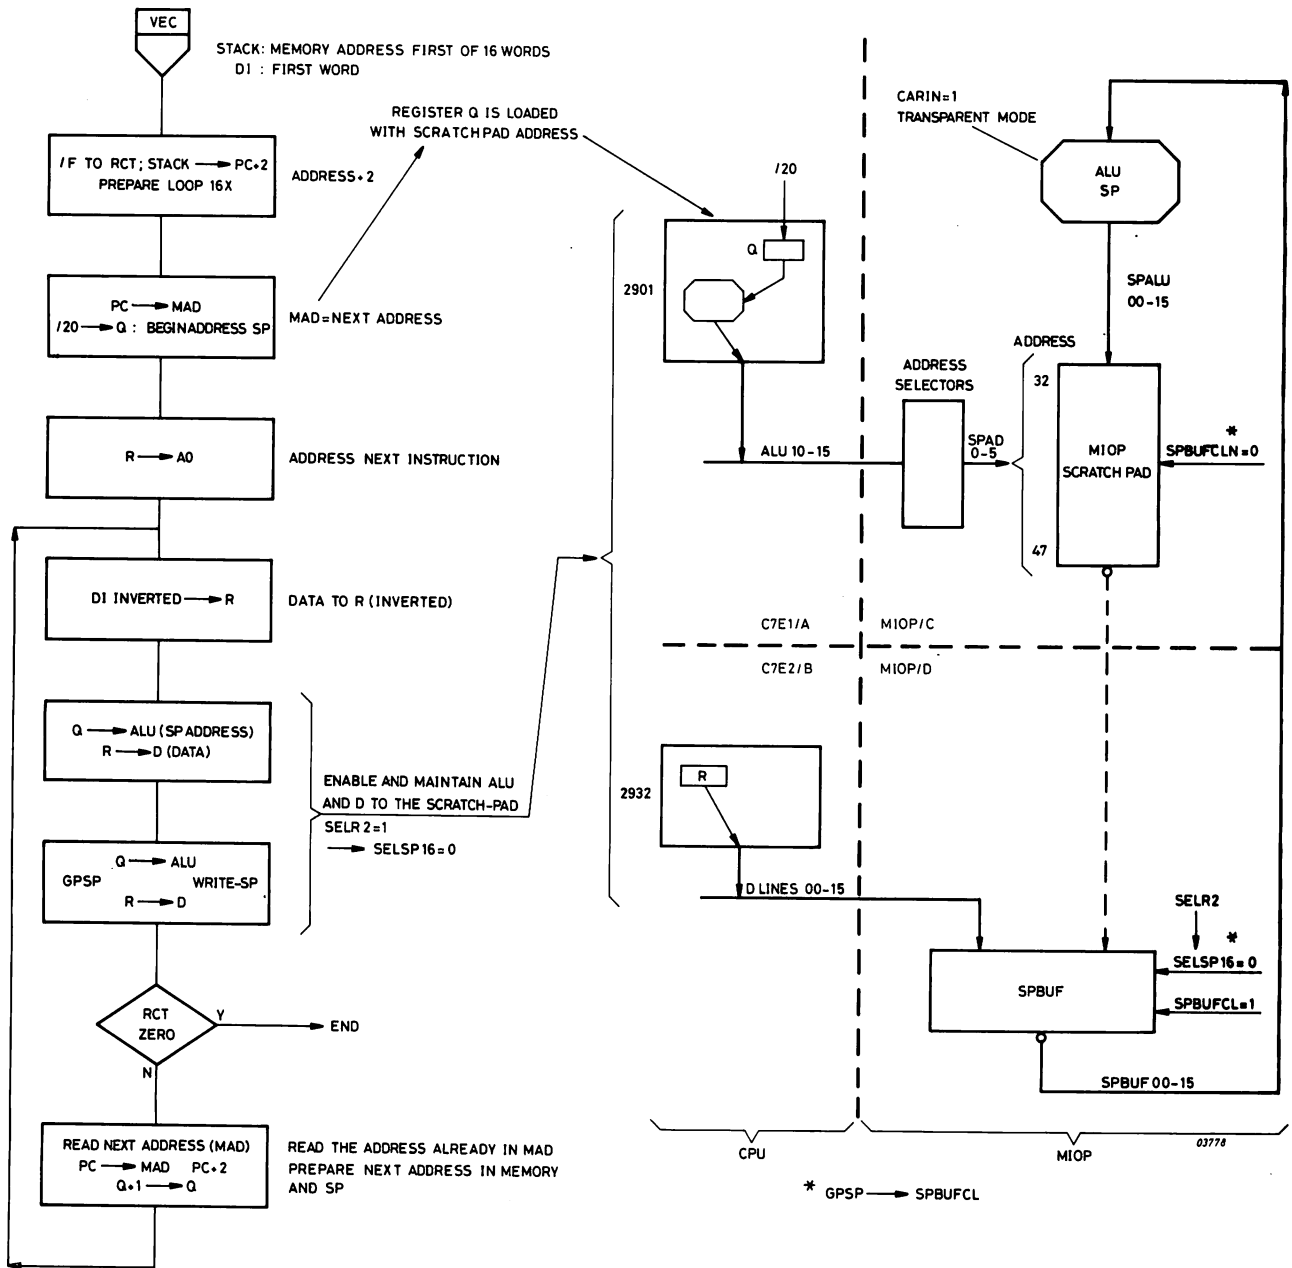 VEC
STACK: MEMORY ADDRESS FIRST OF 16 WORDS
DI : FIRST WORD
/F TO RCT; STACK → PC+2
PREPARE LOOP 16X
ADDRESS+2
PC → MAD
/20 → Q : BEGINADDRESS SP
MAD=NEXT ADDRESS
R → A0
ADDRESS NEXT INSTRUCTION
DI INVERTED → R
DATA TO R (INVERTED)
Q → ALU (SP ADDRESS)
R → D (DATA)
Q → ALU
GPSP WRITE-SP
R → D
ENABLE AND MAINTAIN ALU
AND D TO THE SCRATCH-PAD
SELR 2=1
→ SELSP16=0
RCT
ZERO
Y
END
N
READ NEXT ADDRESS (MAD)
PC → MAD PC+2
Q+1 → Q
READ THE ADDRESS ALREADY IN MAD
PREPARE NEXT ADDRESS IN MEMORY
AND SP
REGISTER Q IS LOADED
WITH SCRATCHPAD ADDRESS
/20
Q
2901
ALU 10-15
C7E1/A
C7E2/B
2932
R
D LINES 00-15
CPU
CARIN=1
TRANSPARENT MODE
ALU
SP
SPALU
00-15
ADDRESS
SELECTORS
SPAD
0-5
ADDRESS
32
47
MIOP
SCRATCH PAD
*
SPBUFCLN=0
MIOP/C
MIOP/D
SELR2
*
SELSP16=0
SPBUFCL=1
SPBUF
SPBUF 00-15
03778
MIOP
* GPSP → SPBUFCL